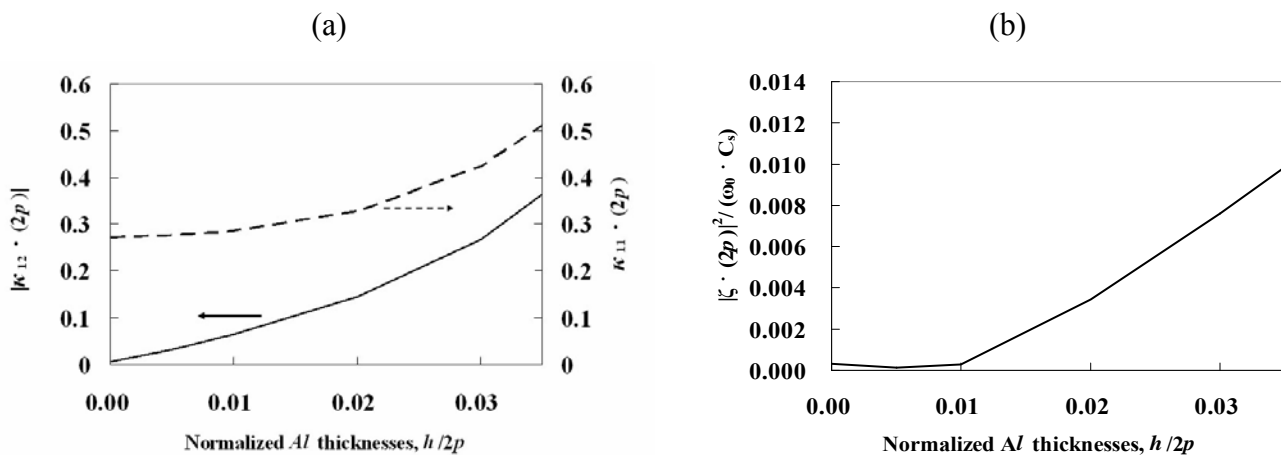 (a)
(b)
0.6
0.5
0.4
0.3
0.2
0.1
0
|κ₁₂ · (2p)|
0.6
0.5
0.4
0.3
0.2
0.1
0
κ₁₁ · (2p)
0.00 0.01 0.02 0.03
Normalized Al thicknesses, h/2p
0.014
0.012
0.010
0.008
0.006
0.004
0.002
0.000
|ζ · (2p)|²/(ω₀ · Cₛ)
0.00 0.01 0.02 0.03
Normalized Al thicknesses, h/2p